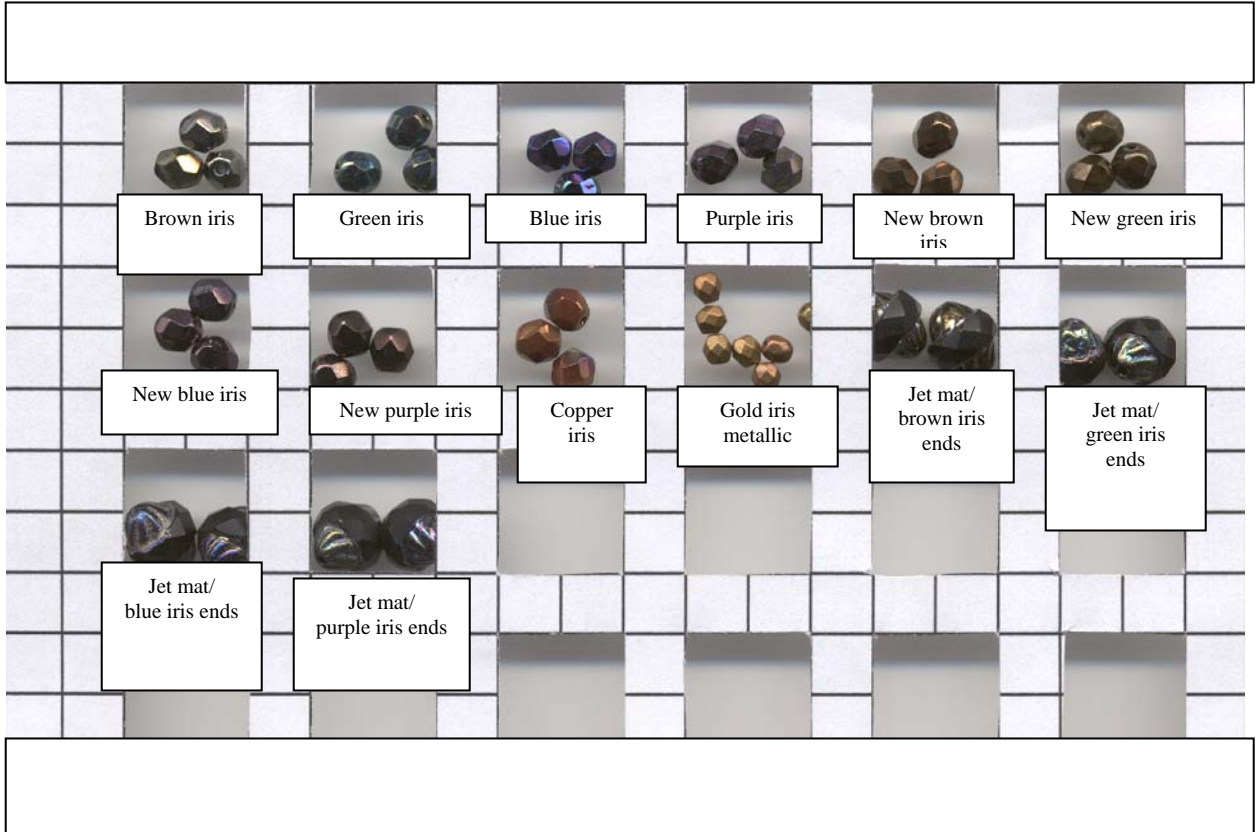 Brown iris
Green iris
Blue iris
Purple iris
New brown
iris
New green iris
New blue iris
New purple iris
Copper
iris
Gold iris
metallic
Jet mat/
brown iris
ends
Jet mat/
green iris
ends
Jet mat/
blue iris ends
Jet mat/
purple iris ends